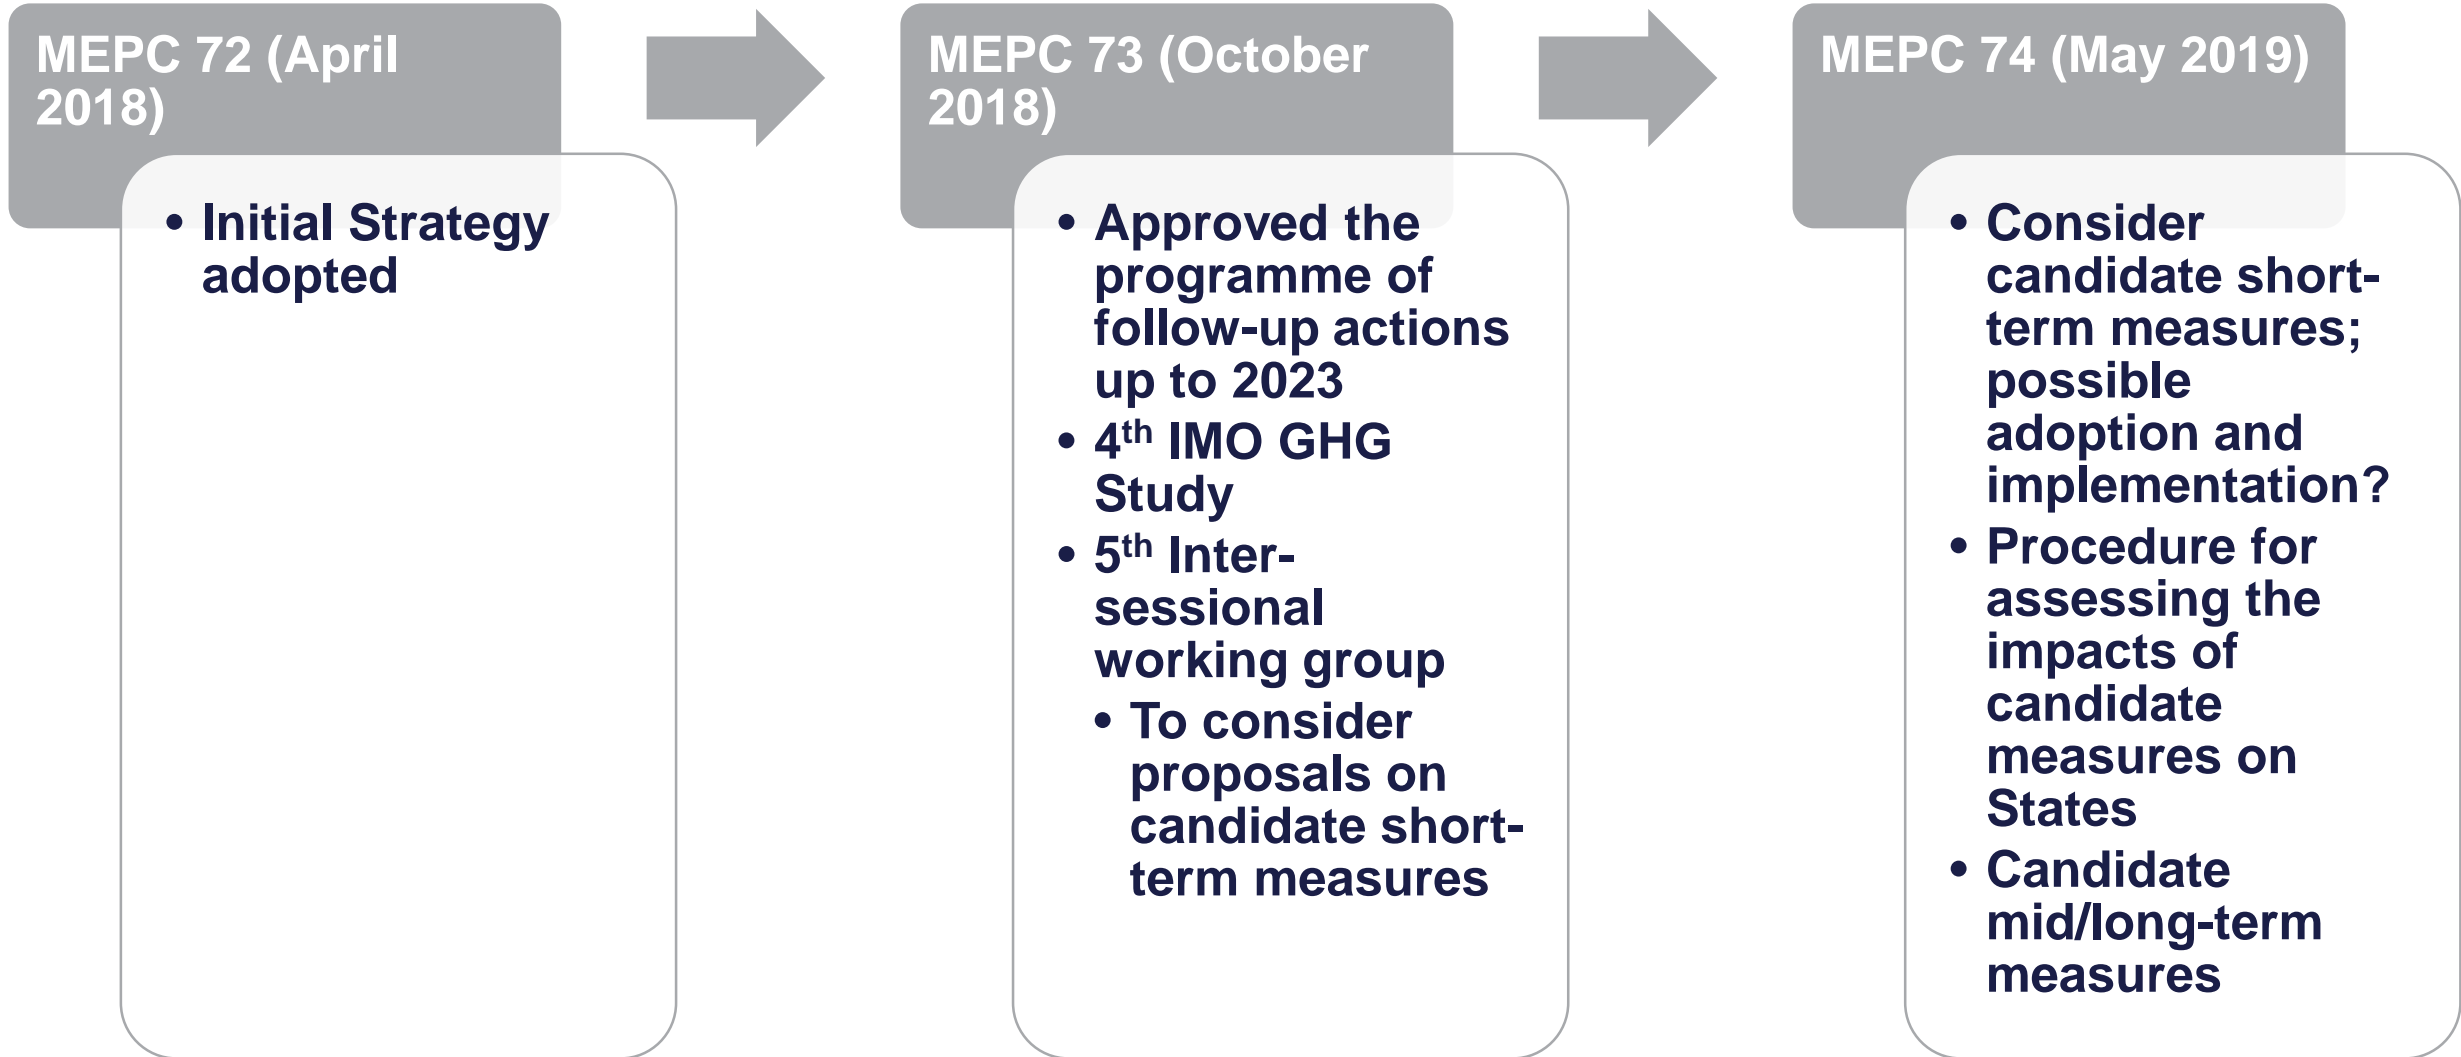 MEPC 72 (April
2018)
• Initial Strategy
adopted
MEPC 73 (October
2018)
• Approved the
programme of
follow-up actions
up to 2023
• 4th IMO GHG
Study
• 5th Inter-
sessional
working group
• To consider
proposals on
candidate short-
term measures
MEPC 74 (May 2019)
• Consider
candidate short-
term measures;
possible
adoption and
implementation?
• Procedure for
assessing the
impacts of
candidate
measures on
States
• Candidate
mid/long-term
measures